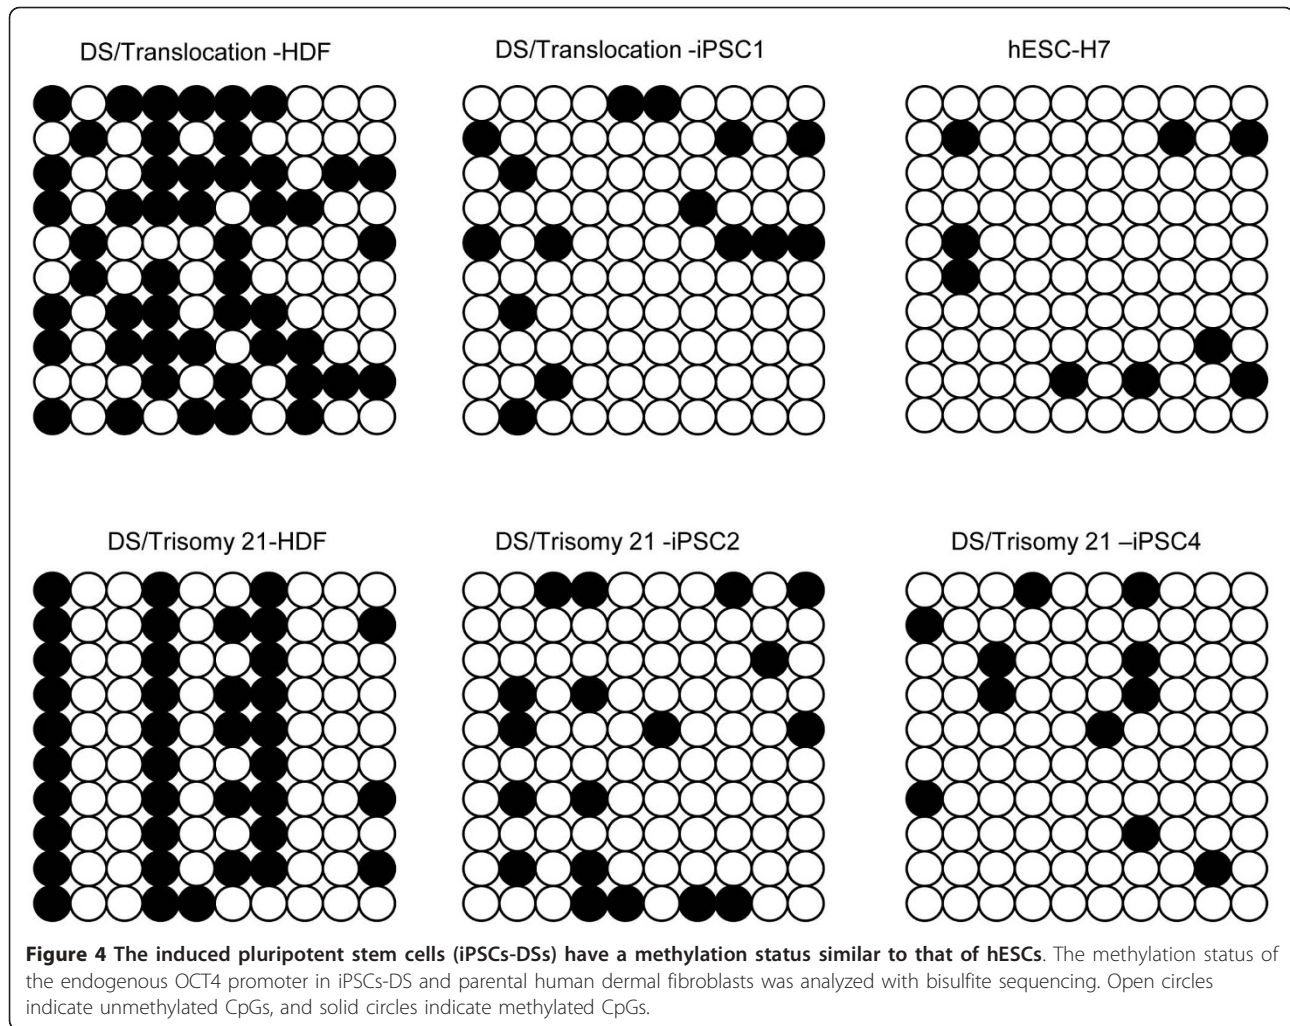 DS/Translocation -HDF
DS/Translocation -iPSC1
hESC-H7
DS/Trisomy 21-HDF
DS/Trisomy 21 -iPSC2
DS/Trisomy 21 –iPSC4
Figure 4 The induced pluripotent stem cells (iPSCs-DSs) have a methylation status similar to that of hESCs. The methylation status of
the endogenous OCT4 promoter in iPSCs-DS and parental human dermal fibroblasts was analyzed with bisulfite sequencing. Open circles
indicate unmethylated CpGs, and solid circles indicate methylated CpGs.